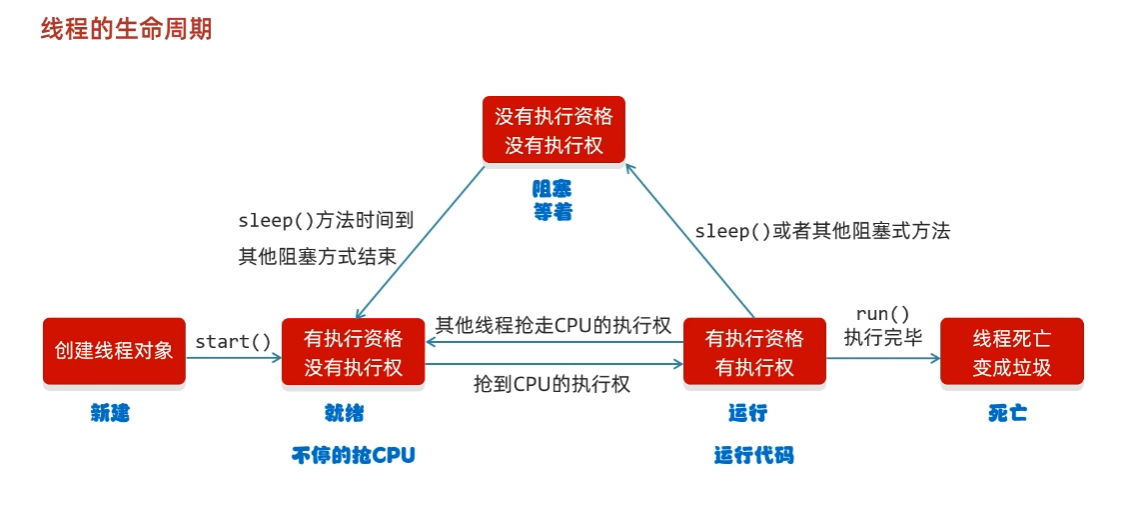 线程的生命周期
没有执行资格
没有执行权
阻塞
等着
sleep()方法时间到
其他阻塞方式结束
sleep()或者其他阻塞式方法
创建线程对象
新建
start()
有执行资格
没有执行权
就绪
不停的抢CPU
其他线程抢走CPU的执行权
抢到CPU的执行权
有执行资格
有执行权
运行
运行代码
run()
执行完毕
线程死亡
变成垃圾
死亡